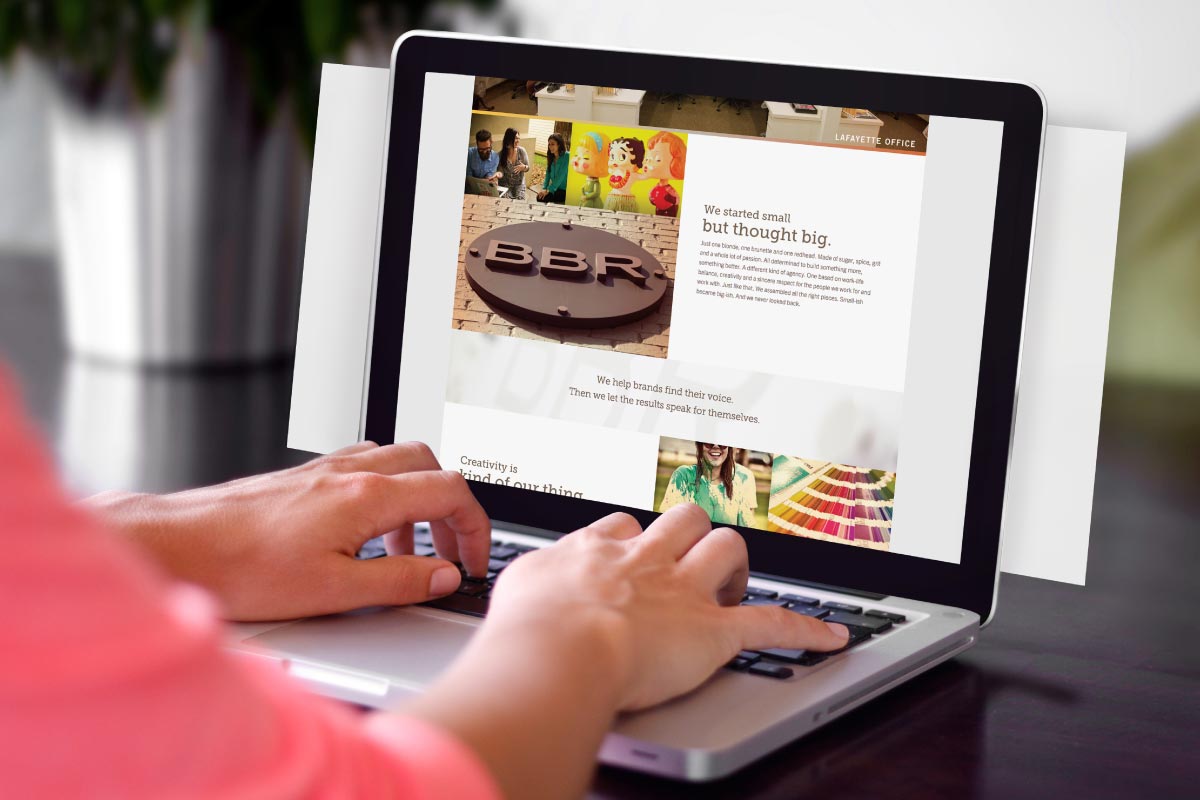 LAFAYETTE OFFICE
BBR
We started small
but thought big.
Just one blonde, one brunette and one redhead. Made of sugar, spice, grit
and a whole lot of passion. All determined to build something more,
something better. A different kind of agency. One based on work-life
balance, creativity and a sincere respect for the people we work for and
work with. Just like that. We assembled all the right pieces. Small-ish
became big-ish. And we never looked back.
We help brands find their voice.
Then we let the results speak for themselves.
Creativity is
kind of our thing